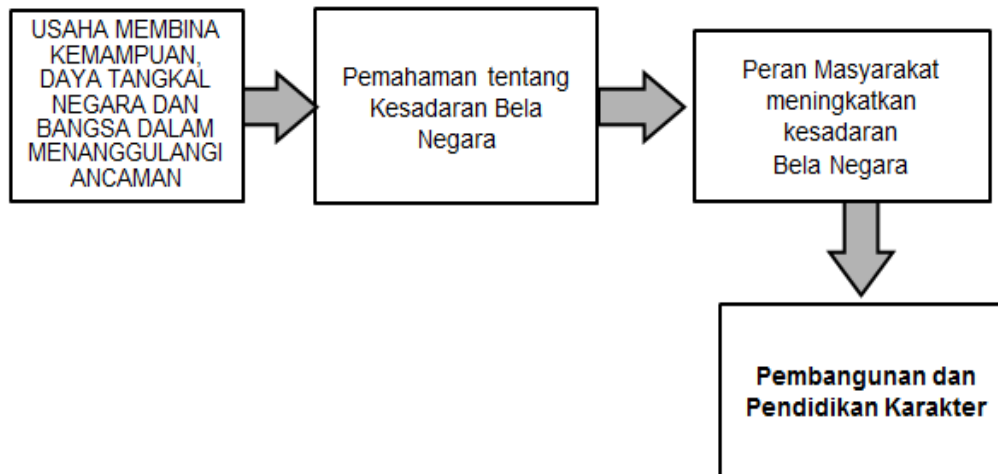 USAHA MEMBINA
KEMAMPUAN,
DAYA TANGKAL
NEGARA DAN
BANGSA DALAM
MENANGGULANGI
ANCAMAN
Pemahaman tentang
Kesadaran Bela
Negara
Peran Masyarakat
meningkatkan
kesadaran
Bela Negara
Pembangunan dan
Pendidikan Karakter